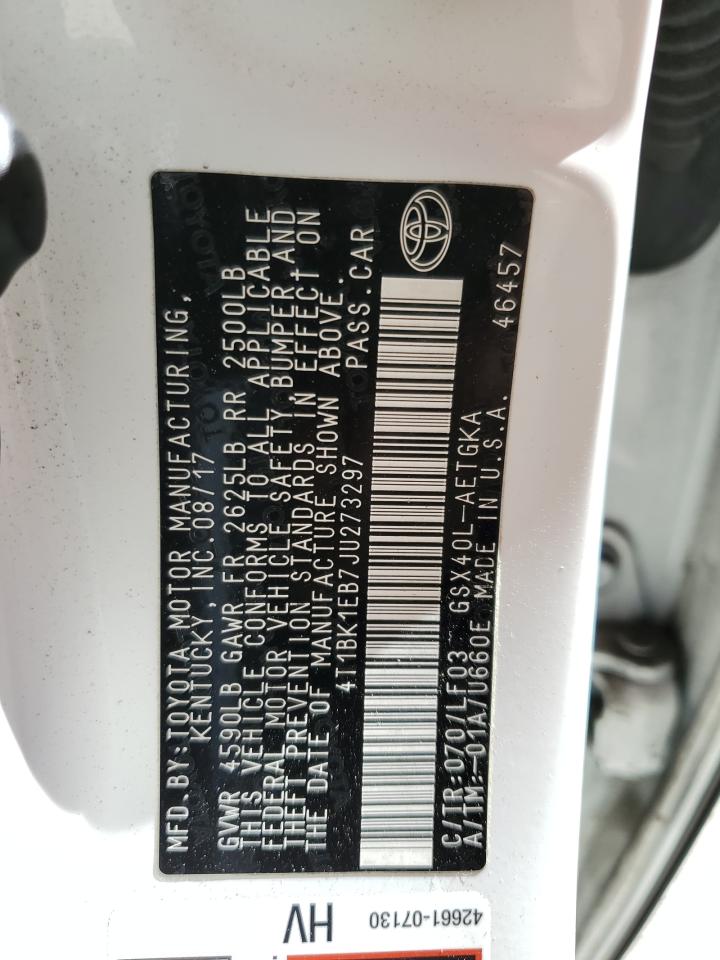 MFD.BY:TOYOTA MOTOR MANUFACTURING,
KENTUCKY,INC.08/17
GVWR 4590LB GAWR FR 2625LB RR 2500LB
THIS VEHICLE CONFORMS TO ALL APPLICABLE
FEDERAL MOTOR VEHICLE SAFETY,BUMPER,AND
THEFT PREVENTION STANDARDS IN EFFECT ON
THE DATE OF MANUFACTURE SHOWN ABOVE.
4T1BK1EB7JU273297 PASS.CAR
C/TR:070/LF03 GSX40L-AETGKA
A/TM:-01A/U660E MADE IN U.S.A. 46457
42661-07130
HV